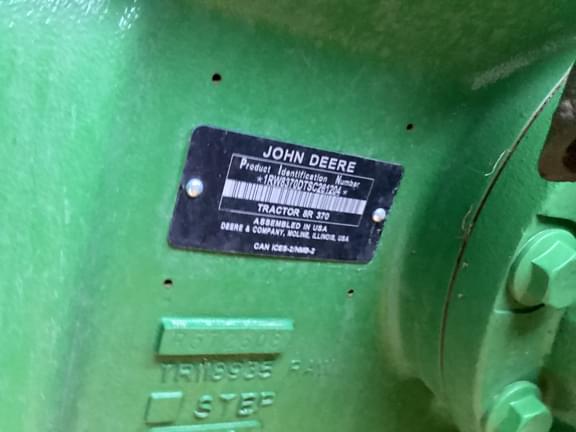 JOHN DEERE
Product Identification Number
*1RW8370DTSC261204*
TRACTOR 8R 370
ASSEMBLED IN USA
DEERE & COMPANY, MOLINE, ILLINOIS, USA
CAN ICES-2/NMB-2